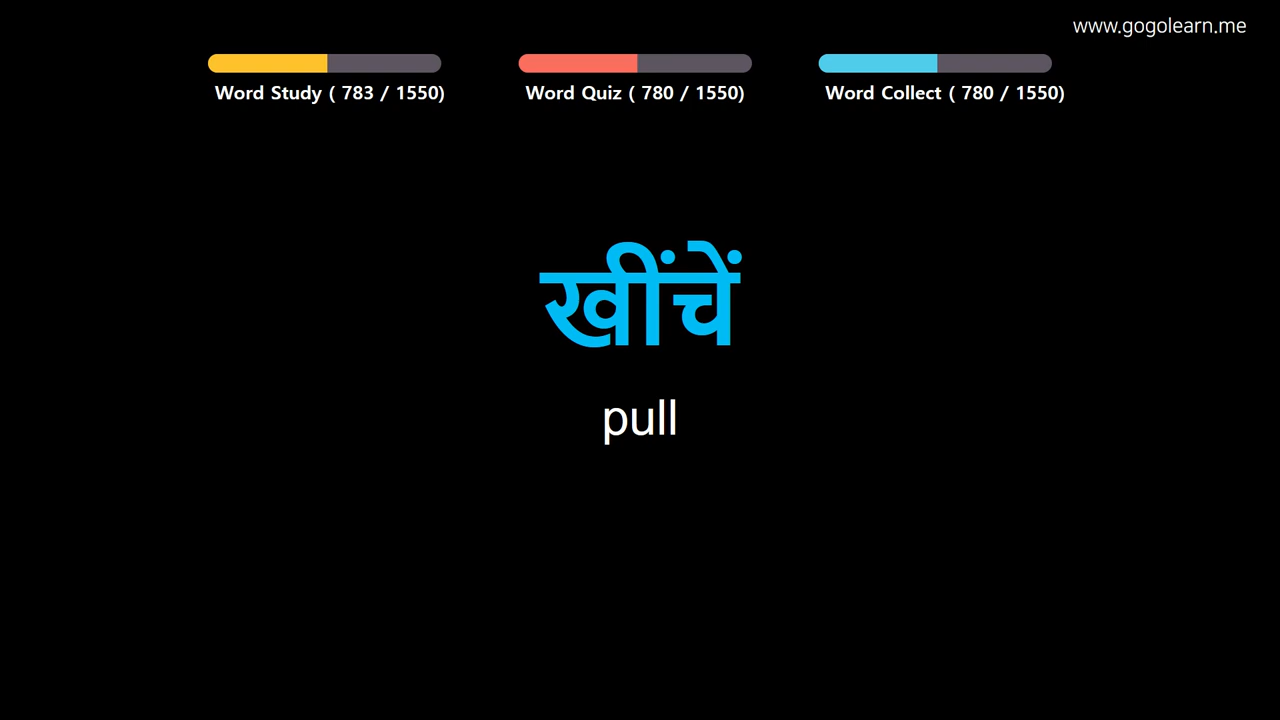 www.gogolearn.me
Word Study ( 783 / 1550)
Word Quiz ( 780 / 1550)
Word Collect ( 780 / 1550)
खींचें
pull